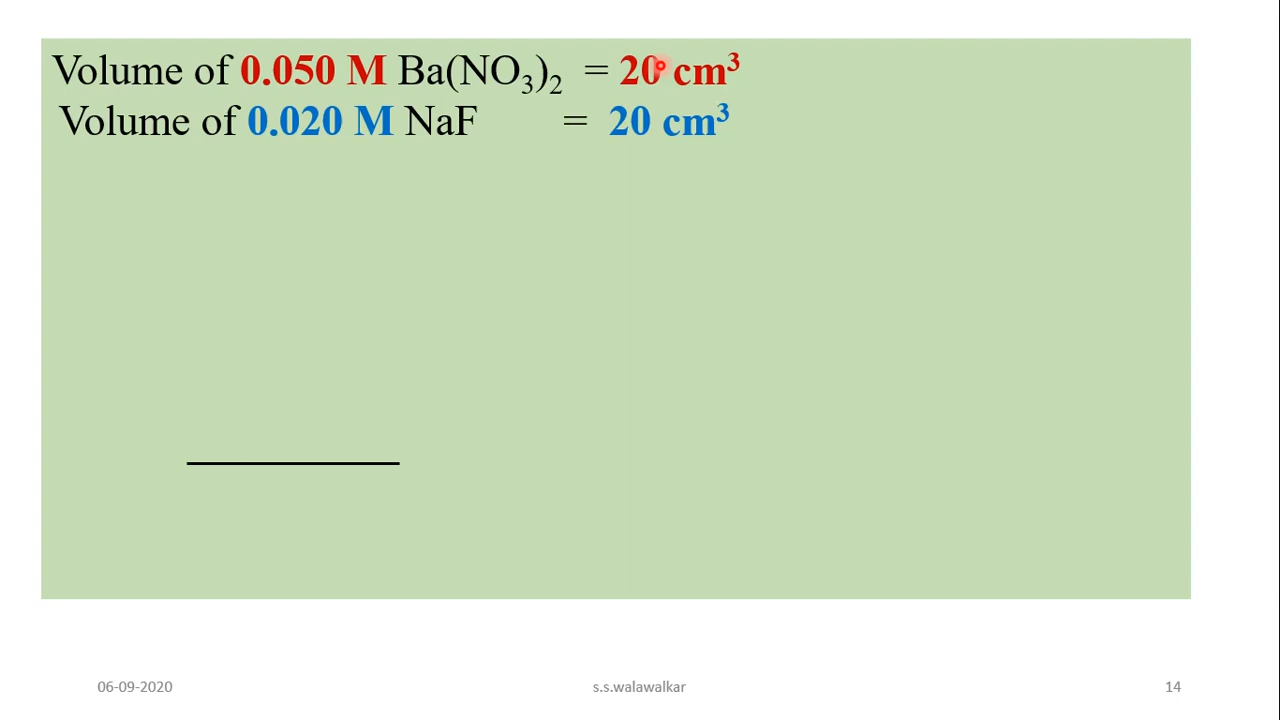 Volume of 0.050 M Ba(NO₃)₂ = 20 cm³
Volume of 0.020 M NaF = 20 cm³
06-09-2020 s.s.walawalkar 14